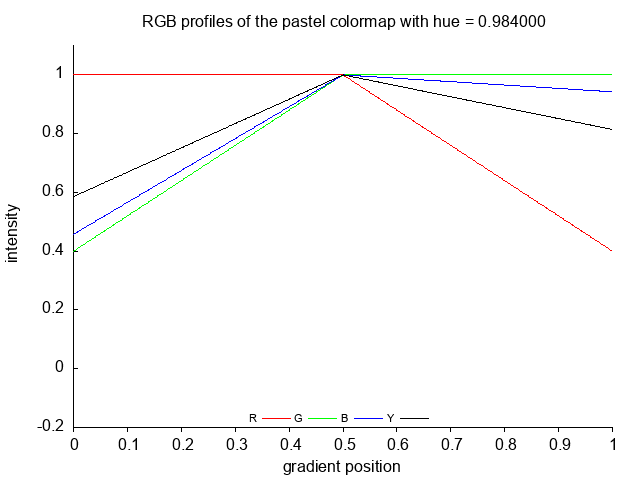 RGB profiles of the pastel colormap with hue = 0.984000
1
0.8
0.6
0.4
0.2
0
-0.2
intensity
R G B Y
0 0.1 0.2 0.3 0.4 0.5 0.6 0.7 0.8 0.9 1
gradient position